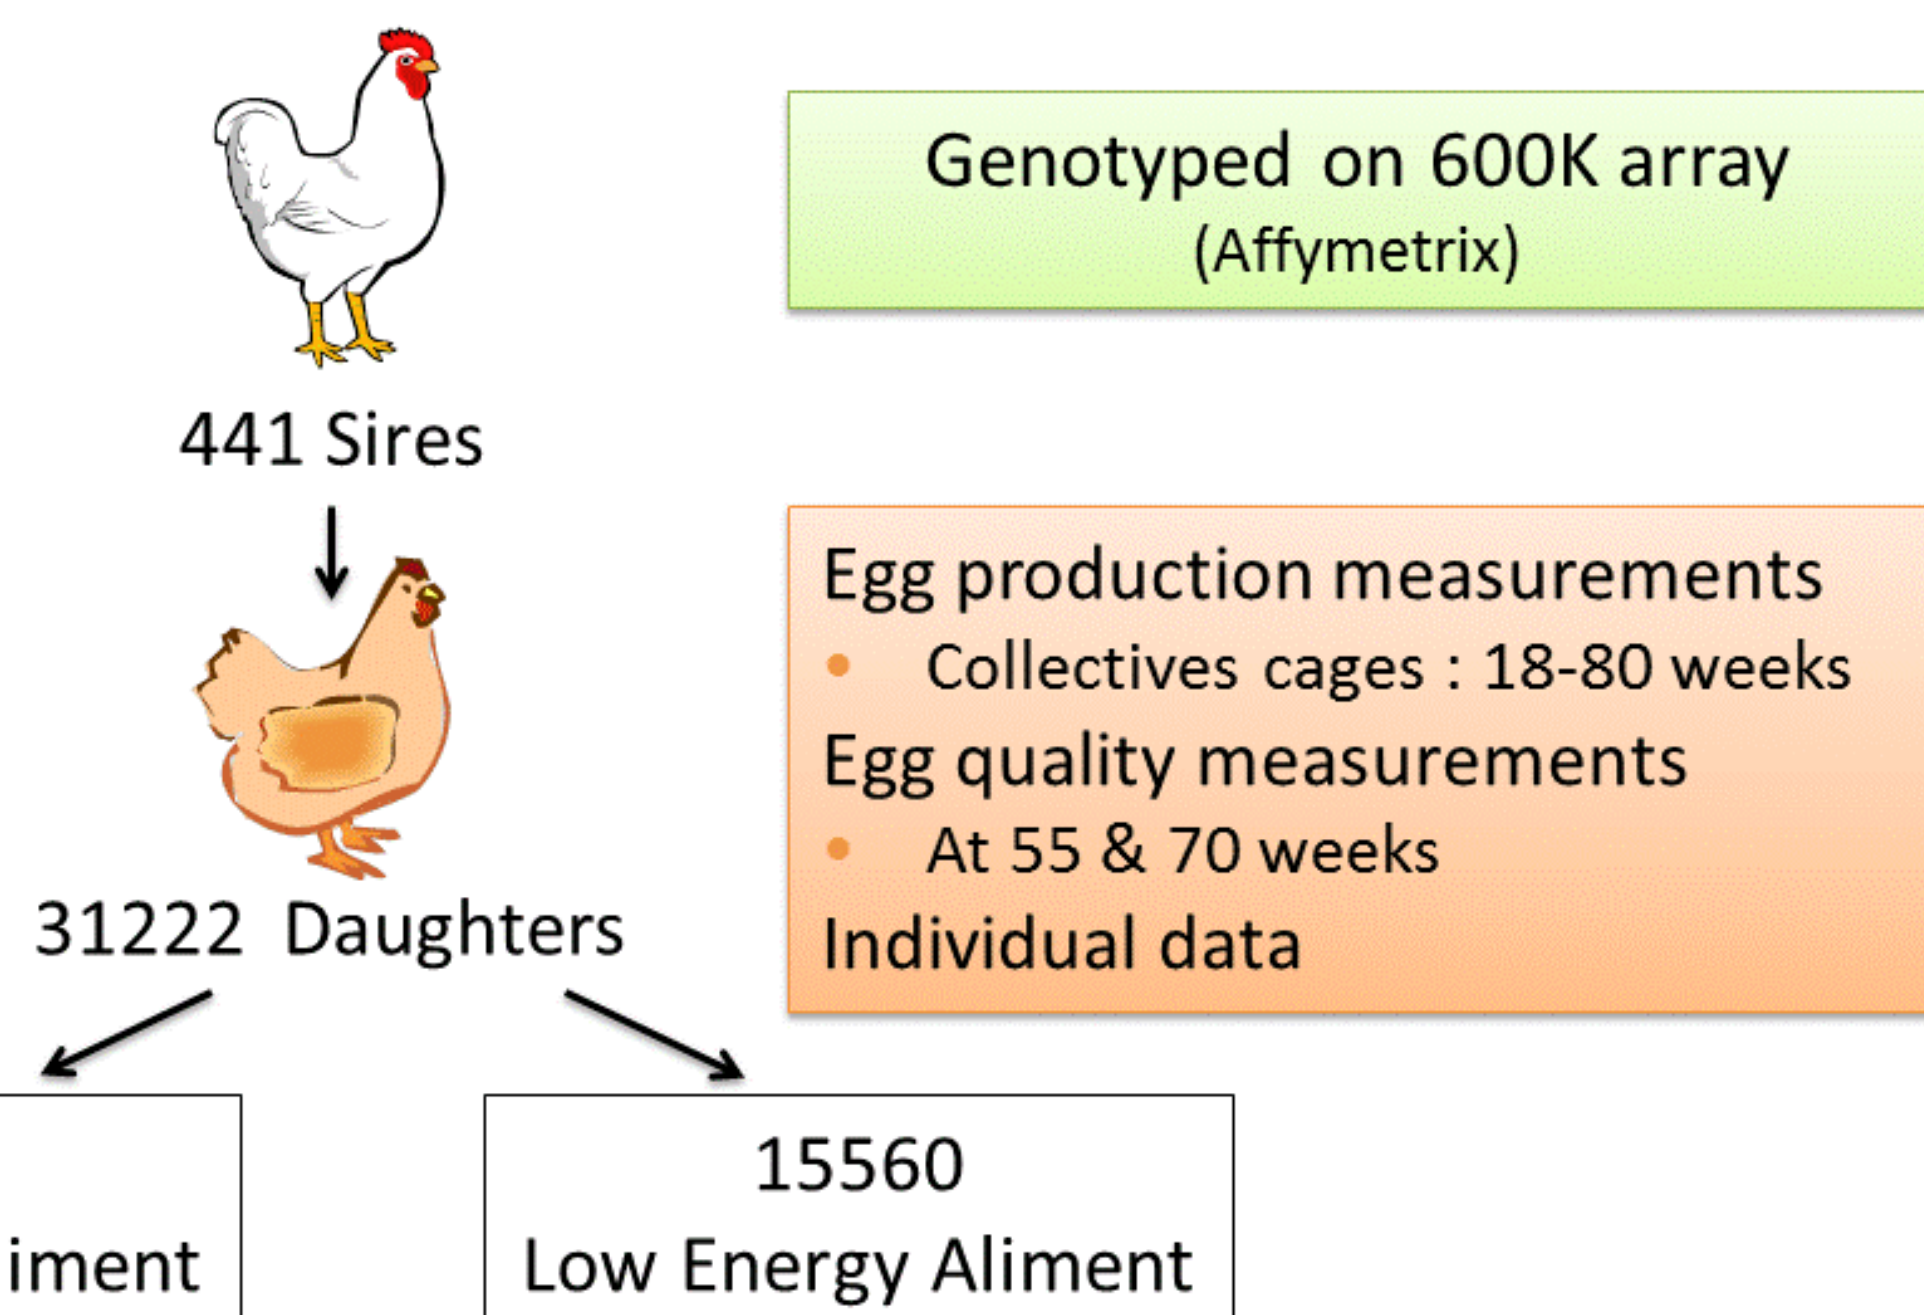 Genotyped on 600K array
(Affymetrix)
441 Sires
Egg production measurements
• Collectives cages : 18-80 weeks
Egg quality measurements
• At 55 & 70 weeks
Individual data
31222 Daughters
15560
iment
Low Energy Aliment